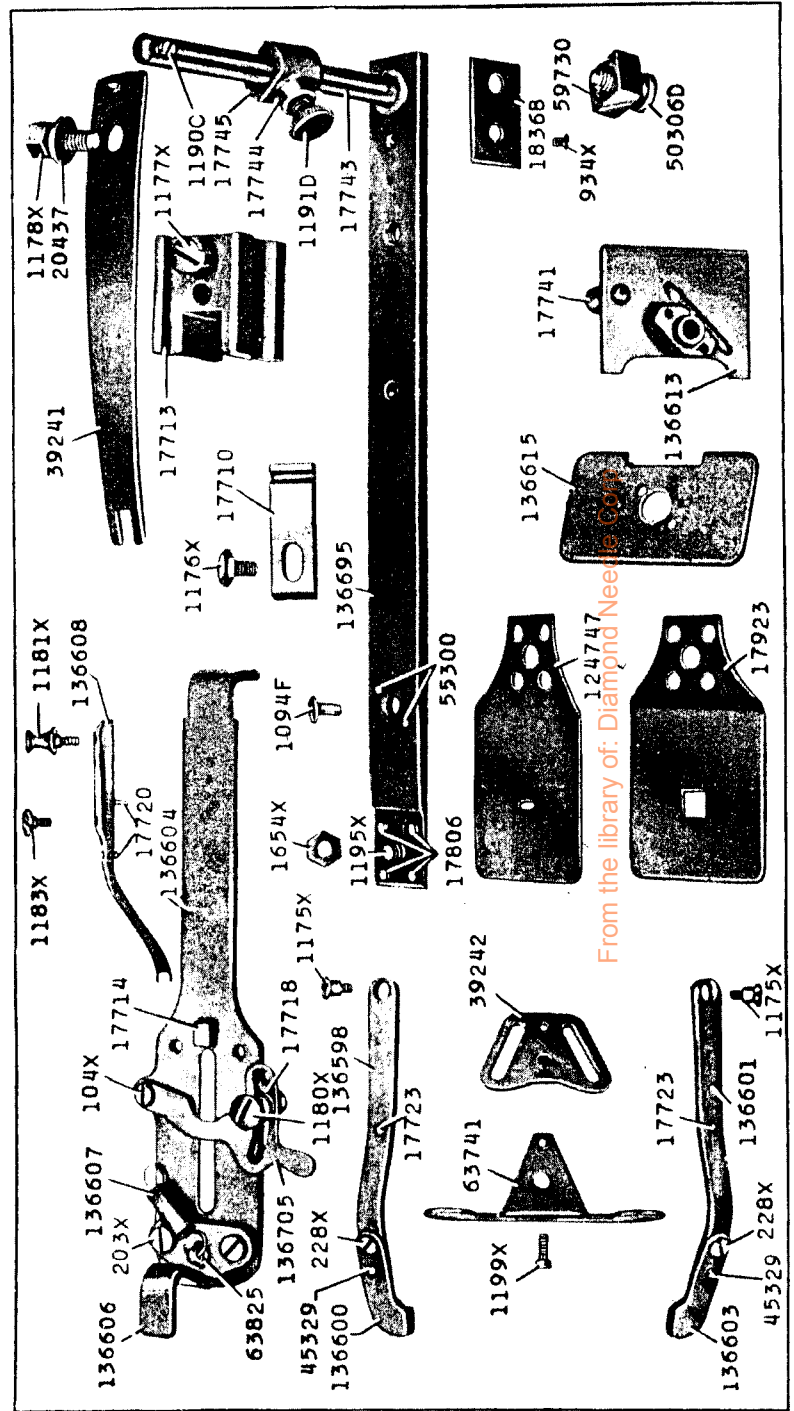 1178X
20437
39241
1190C
17745
17744
1177X
1191D
17743
17713
17710
1176X
136695
59730
50306D
18368
934X
17741
136613
136615
1181X
136608
1183X
17720
136604
1094F
55300
1654X
1195X
17806
124747
17923
17714
104X
136607
203X
136606
63825
17718
1180X
136705
1175X
136598
17723
228X
45329
136600
39242
63741
1199X
1175X
136601
17723
228X
45329
136603
From the library of: Diamond Needle Corp